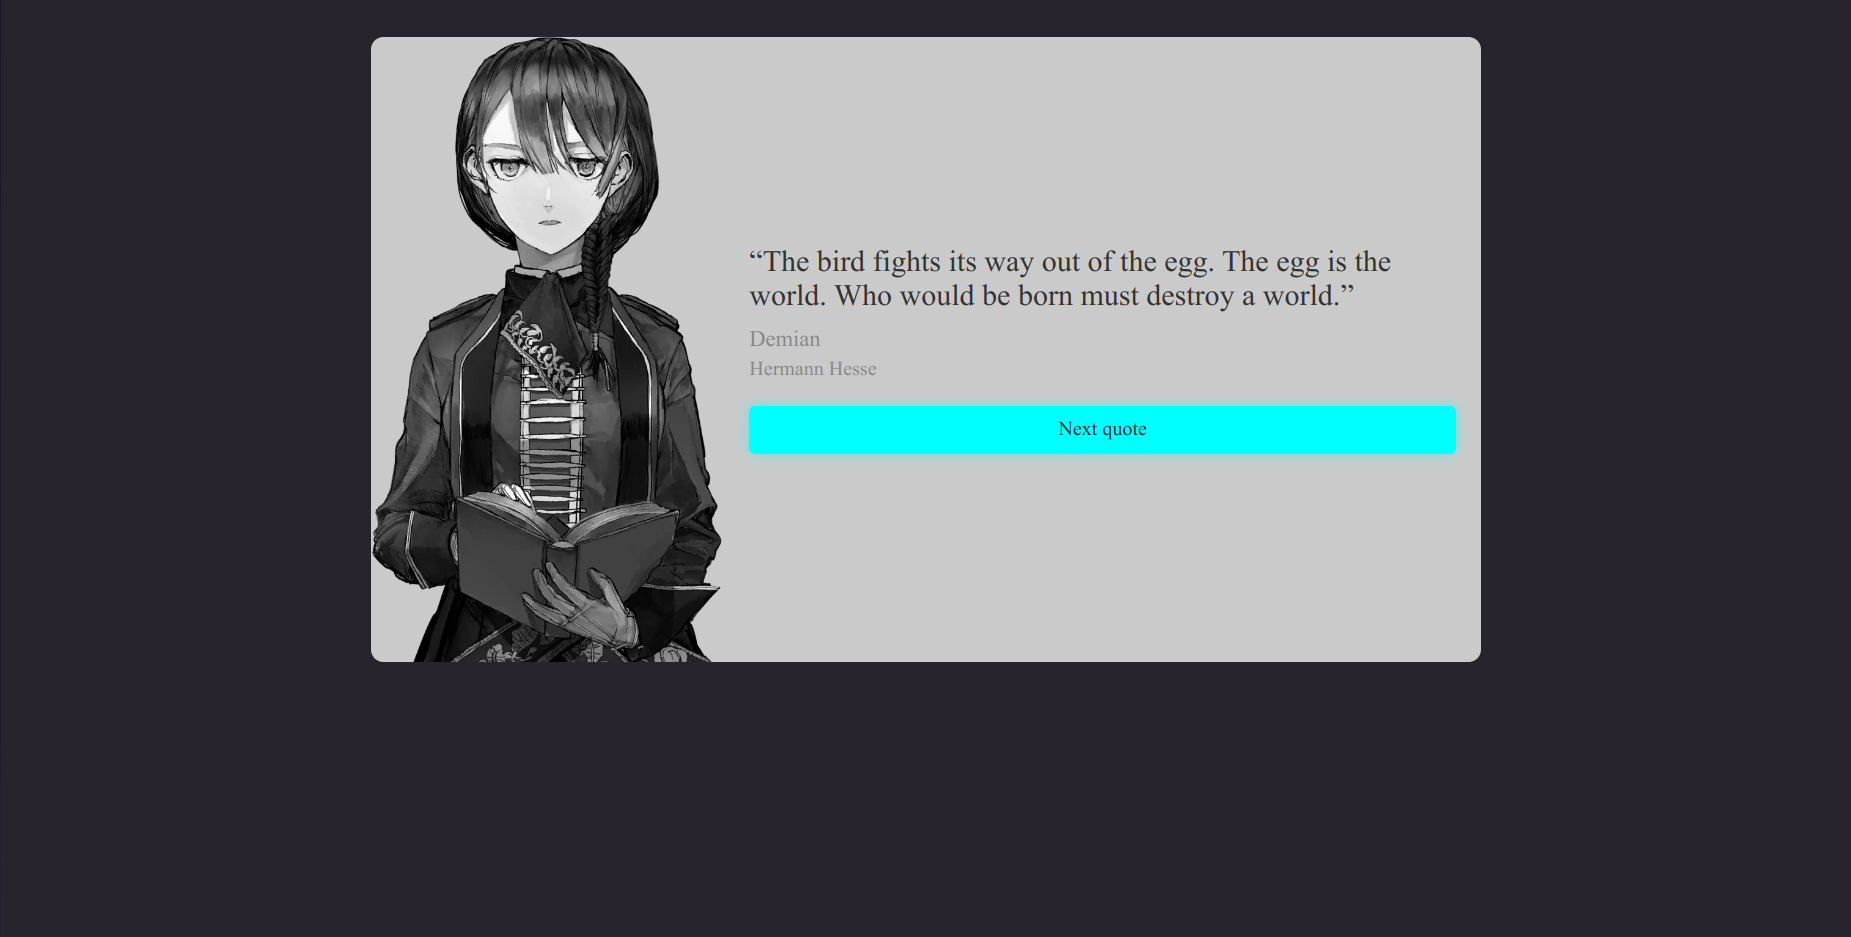 “The bird fights its way out of the egg. The egg is the
world. Who would be born must destroy a world.”
Demian
Hermann Hesse
Next quote